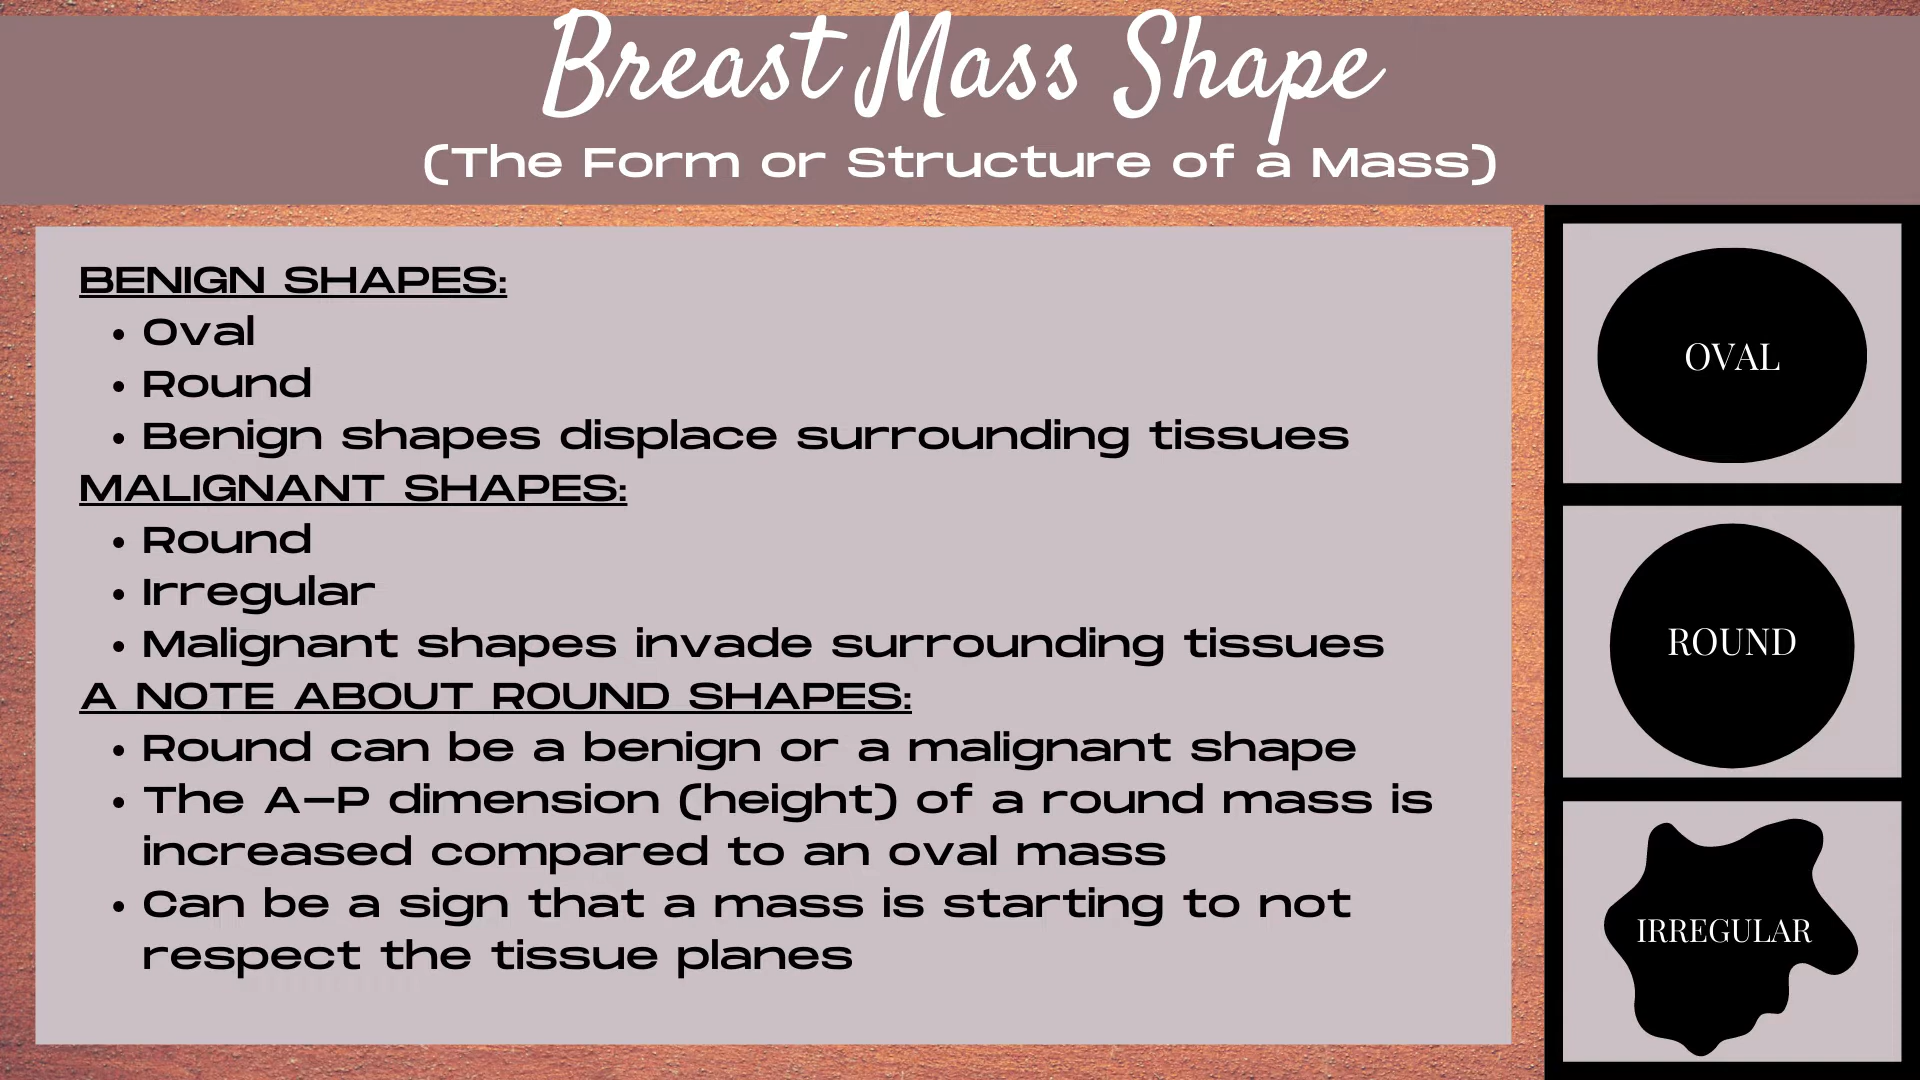 Breast Mass Shape
(The Form or Structure of a Mass)
BENIGN SHAPES:
• Oval
• Round
• Benign shapes displace surrounding tissues
MALIGNANT SHAPES:
• Round
• Irregular
• Malignant shapes invade surrounding tissues
A NOTE ABOUT ROUND SHAPES:
• Round can be a benign or a malignant shape
• The A-P dimension (height) of a round mass is
increased compared to an oval mass
• Can be a sign that a mass is starting to not
respect the tissue planes
OVAL
ROUND
IRREGULAR